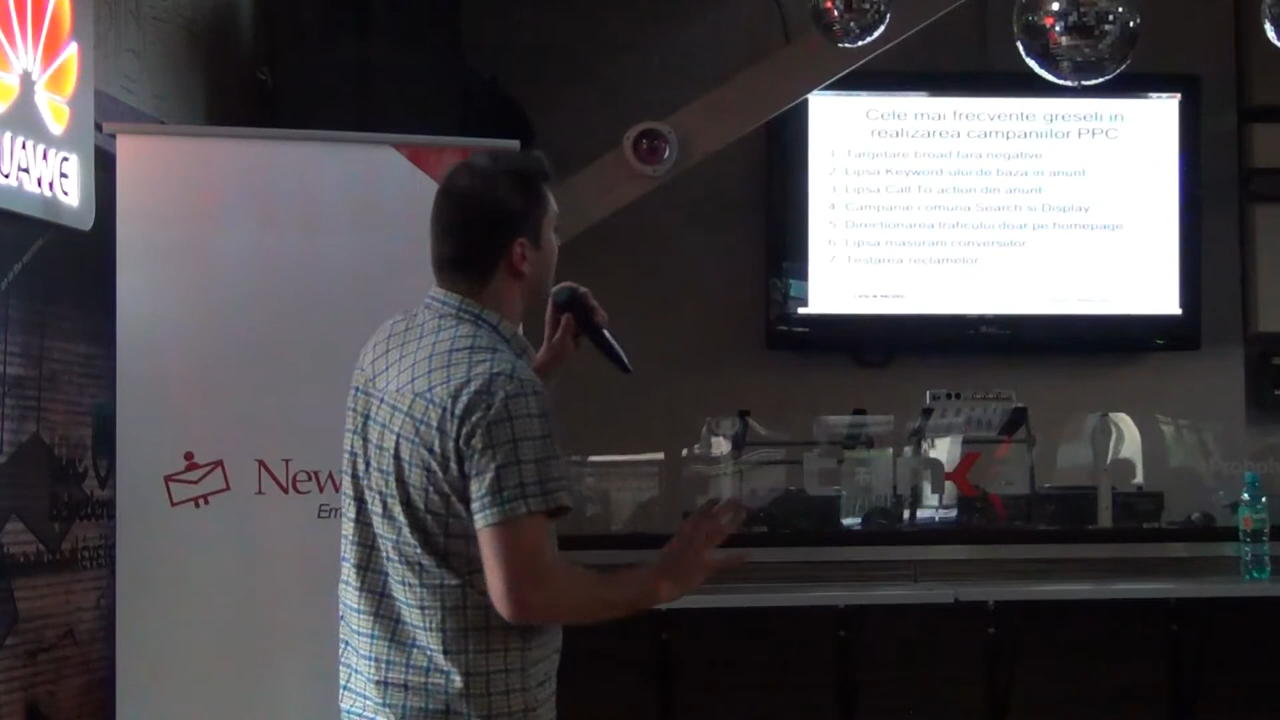 HUAWEI
Cele mai frecvente greseli in
realizarea campaniilor PPC
1. Targetare broad fara negative
2. Lipsa Keyword-ului de baza in anunt
3. Lipsa Call To action din anunt
4. Campanie comuna Search si Display
5. Directionarea traficului doar pe homepage
6. Lipsa masurarii conversiilor
7. Testarea reclamelor
New
Em